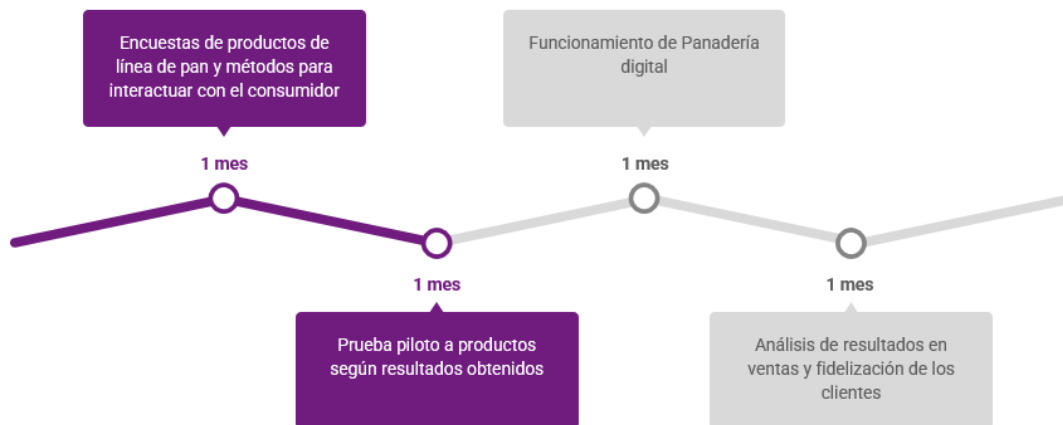 Encuestas de productos de
línea de pan y métodos para
interactuar con el consumidor
1 mes
Prueba piloto a productos
según resultados obtenidos
1 mes
Funcionamiento de Panadería
digital
1 mes
Análisis de resultados en
ventas y fidelización de los
clientes
1 mes